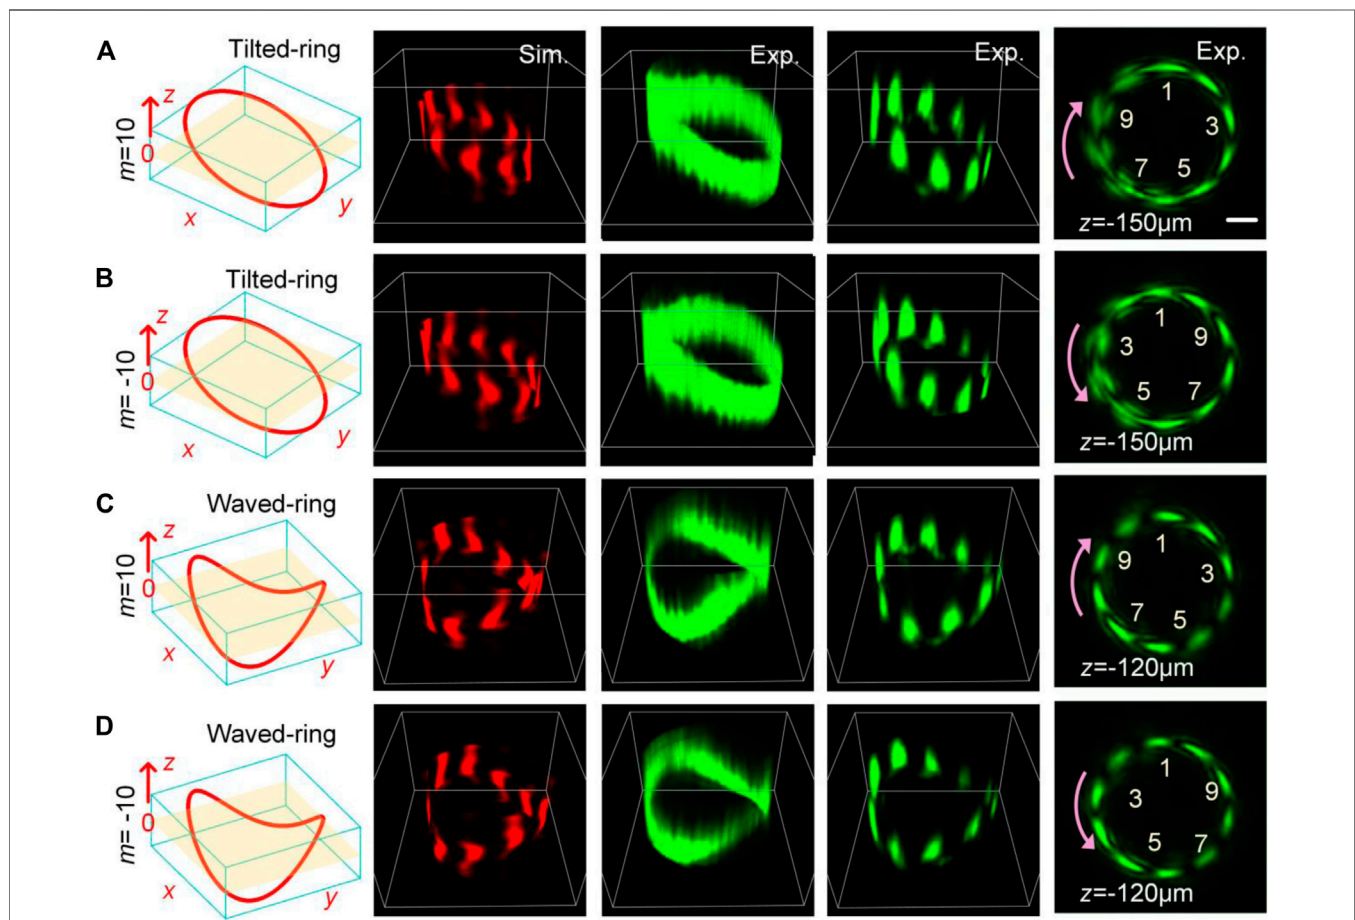 A
Tilted-ring
z
m=10
0
x
y
Sim.
Exp.
Exp.
Exp.
1
9
3
7
5
z=-150μm
B
Tilted-ring
z
m= -10
0
x
y
1
3
9
5
7
z=-150μm
C
Waved-ring
z
m=10
0
x
y
1
9
3
7
5
z=-120μm
D
Waved-ring
z
m= -10
0
x
y
1
3
9
5
7
z=-120μm